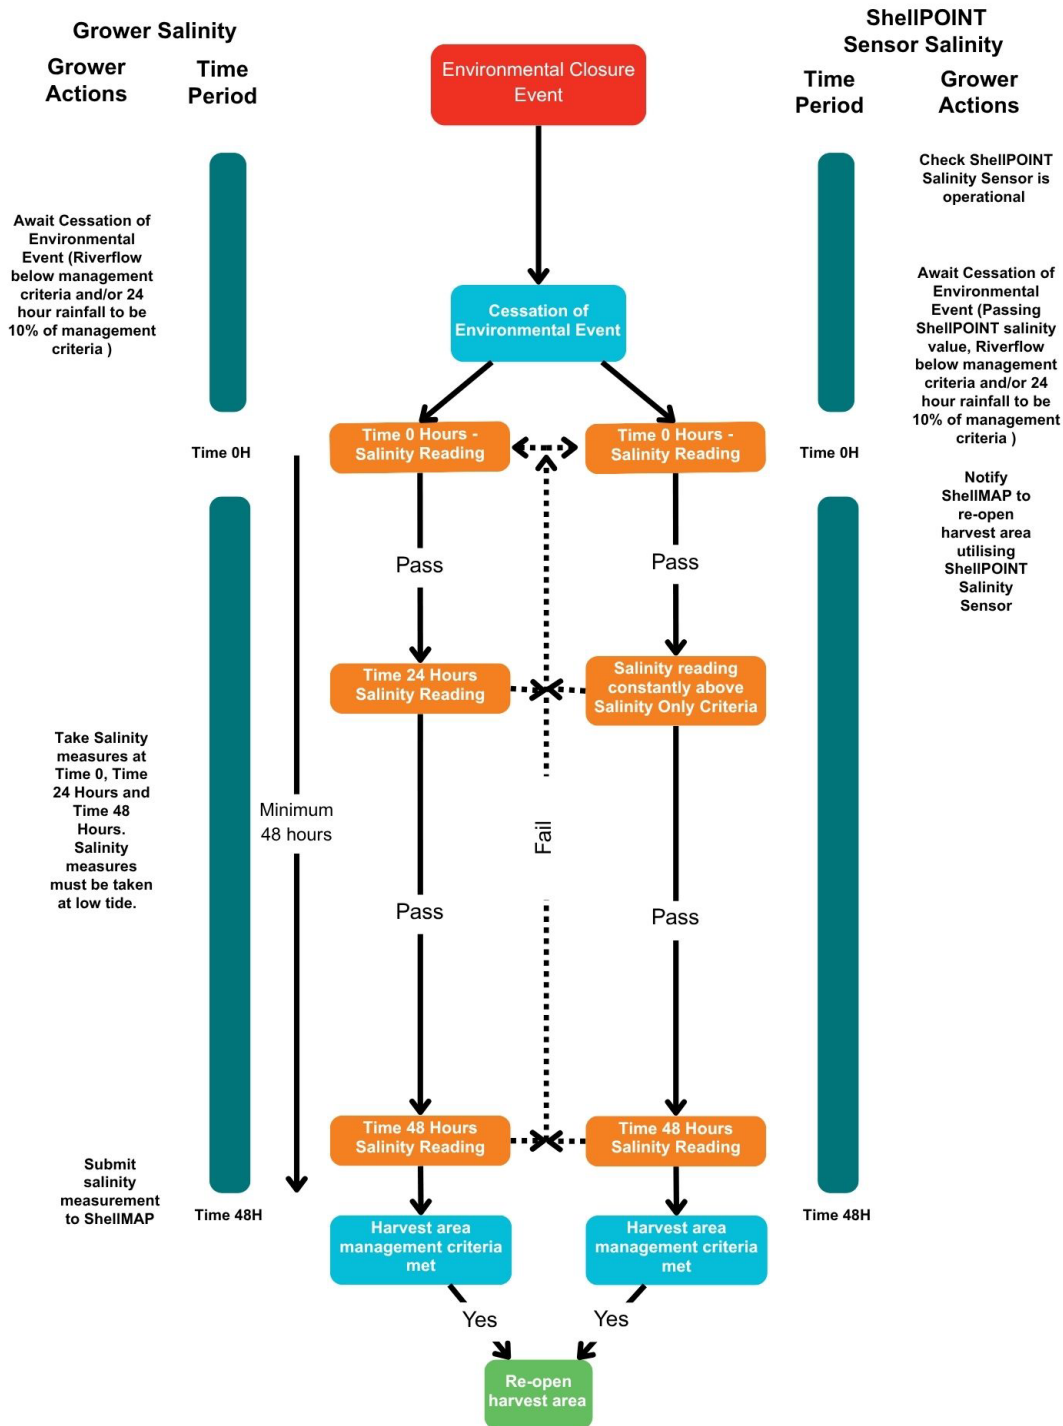 Grower Salinity
Grower
Actions
Time
Period
ShellPOINT
Sensor Salinity
Time
Period
Grower
Actions
Environmental Closure
Event
Check ShellPOINT
Salinity Sensor is
operational
Await Cessation of
Environmental
Event (Riverflow
below management
criteria and/or 24
hour rainfall to be
10% of management
criteria )
Cessation of
Environmental Event
Await Cessation of
Environmental
Event (Passing
ShellPOINT salinity
value, Riverflow
below management
criteria and/or 24
hour rainfall to be
10% of management
criteria )
Time 0H
Time 0 Hours -
Salinity Reading
Time 0 Hours -
Salinity Reading
Time 0H
Notify
ShellMAP to
re-open
harvest area
utilising
ShellPOINT
Salinity
Sensor
Pass
Pass
Time 24 Hours
Salinity Reading
Salinity reading
constantly above
Salinity Only Criteria
Take Salinity
measures at
Time 0, Time
24 Hours and
Time 48
Hours.
Salinity
measures
must be taken
at low tide.
Minimum
48 hours
Fail
Pass
Pass
Time 48 Hours
Salinity Reading
Time 48 Hours
Salinity Reading
Submit
salinity
measurement
to ShellMAP
Time 48H
Time 48H
Harvest area
management criteria
met
Harvest area
management criteria
met
Yes
Yes
Re-open
harvest area